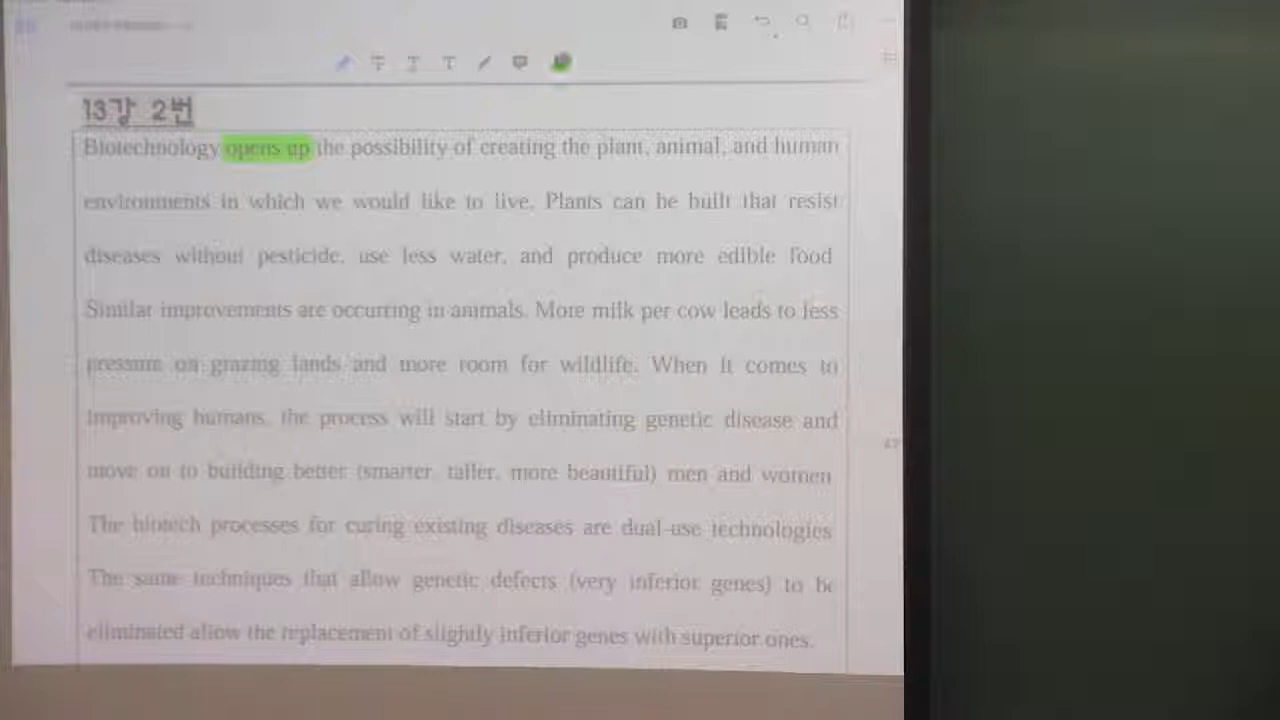 13강 2번
Biotechnology opens up the possibility of creating the plant, animal, and human
environments in which we would like to live. Plants can be built that resist
diseases without pesticide, use less water, and produce more edible food
Similar improvements are occurring in animals. More milk per cow leads to less
pressure on grazing lands and more room for wildlife. When it comes to
improving humans, the process will start by eliminating genetic disease and
move on to building better (smarter, taller, more beautiful) men and women
The biotech processes for curing existing diseases are dual-use technologies
The same techniques that allow genetic defects (very inferior genes) to be
eliminated allow the replacement of slightly inferior genes with superior ones.